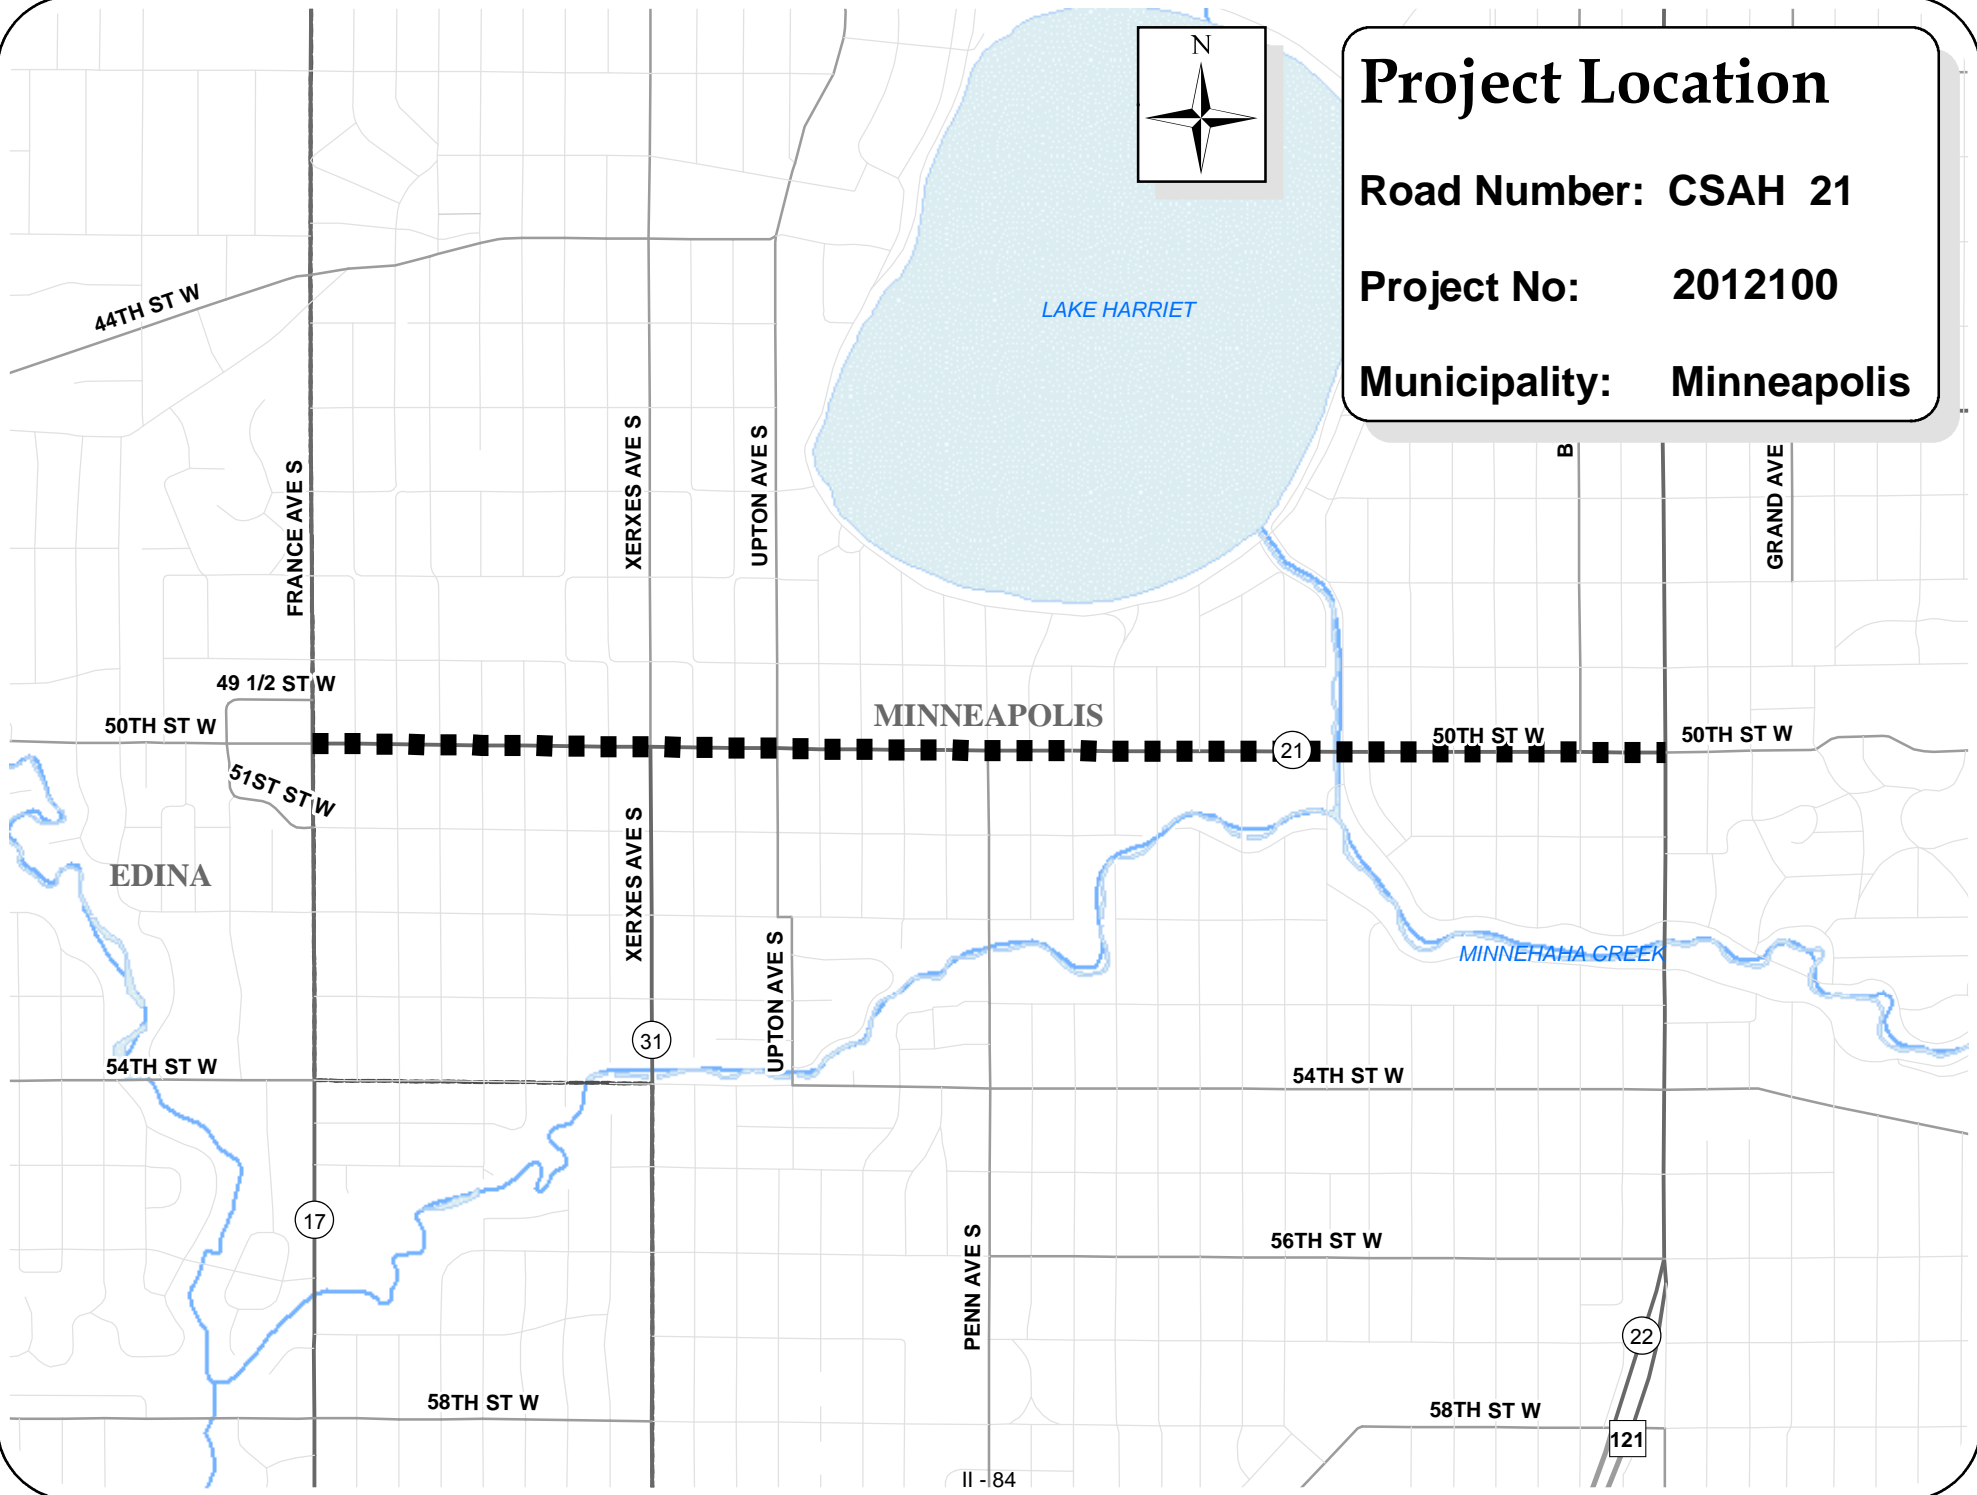 N
Project Location
Road Number: CSAH 21
Project No: 2012100
Municipality: Minneapolis
44TH ST W
LAKE HARRIET
FRANCE AVE S
XERXES AVE S
UPTON AVE S
B
GRAND AVE
49 1/2 ST W
50TH ST W
MINNEAPOLIS
21
50TH ST W
50TH ST W
51ST ST W
EDINA
XERXES AVE S
UPTON AVE S
MINNEHAHA CREEK
31
54TH ST W
54TH ST W
17
PENN AVE S
56TH ST W
22
58TH ST W
58TH ST W
121
II - 84